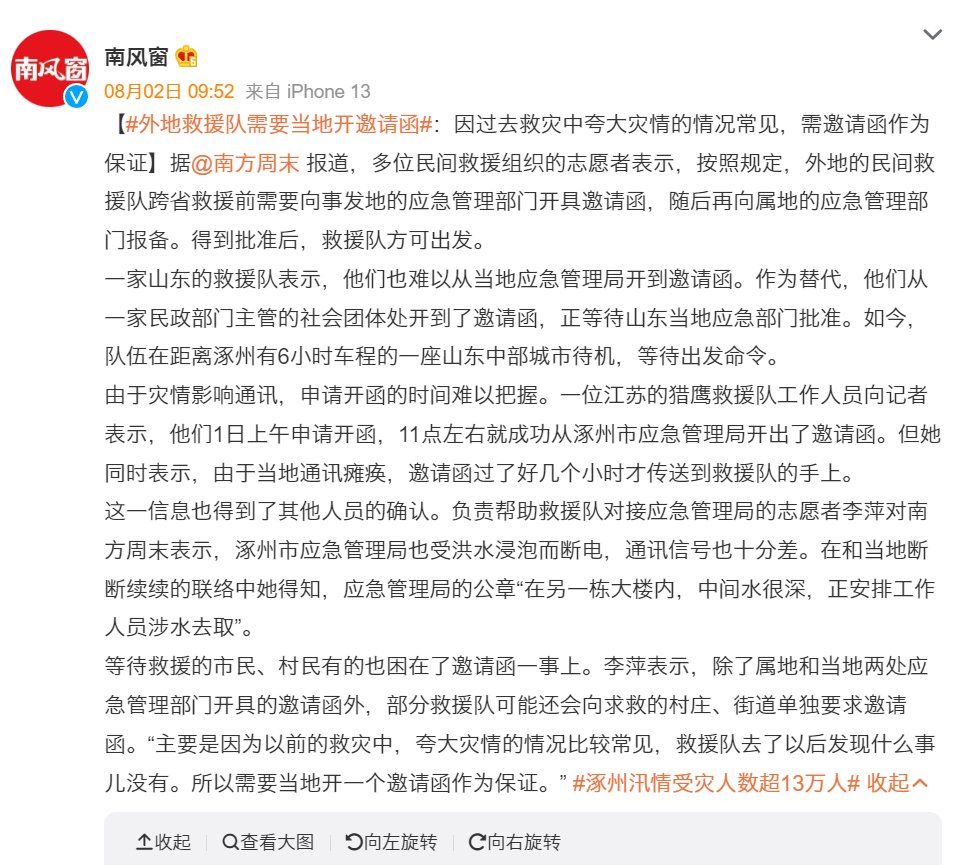 南风窗
南风窗
08月02日 09:52 来自 iPhone 13
【#外地救援队需要当地开邀请函#：因过去救灾中夸大灾情的情况常见，需邀请函作为
保证】据@南方周末 报道，多位民间救援组织的志愿者表示，按照规定，外地的民间救
援队跨省救援前需要向事发地的应急管理部门开具邀请函，随后再向属地的应急管理部
门报备。得到批准后，救援队方可出发。
一家山东的救援队表示，他们也难以从当地应急管理局开到邀请函。作为替代，他们从
一家民政部门主管的社会团体处开到了邀请函，正等待山东当地应急部门批准。如今，
队伍在距离涿州有6小时车程的一座山东中部城市待机，等待出发命令。
由于灾情影响通讯，申请开函的时间难以把握。一位江苏的猎鹰救援队工作人员向记者
表示，他们1日上午申请开函，11点左右就成功从涿州市应急管理局开出了邀请函。但她
同时表示，由于当地通讯瘫痪，邀请函过了好几个小时才传送到救援队的手上。
这一信息也得到了其他人员的确认。负责帮助救援队对接应急管理局的志愿者李萍对南
方周末表示，涿州市应急管理局也受洪水浸泡而断电，通讯信号也十分差。在和当地断
断续续的联络中她得知，应急管理局的公章“在另一栋大楼内，中间水很深，正安排工作
人员涉水去取”。
等待救援的市民、村民有的也困在了邀请函一事上。李萍表示，除了属地和当地两处应
急管理部门开具的邀请函外，部分救援队可能还会向求救的村庄、街道单独要求邀请
函。“主要是因为以前的救灾中，夸大灾情的情况比较常见，救援队去了以后发现什么事
儿没有。所以需要当地开一个邀请函作为保证。” #涿州汛情受灾人数超13万人# 收起
收起 查看大图 向左旋转 向右旋转